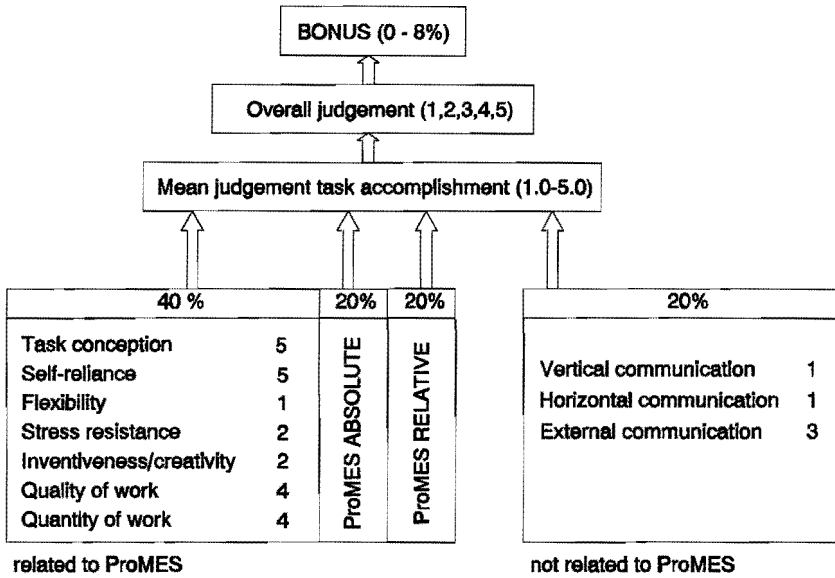 BONUS (0 - 8%)
Overall judgement (1,2,3,4,5)
Mean judgement task accomplishment (1.0-5.0)
40 %
20%
20%
20%
Task conception 5
Self-reliance 5
Flexibility 1
Stress resistance 2
Inventiveness/creativity 2
Quality of work 4
Quantity of work 4
ProMES ABSOLUTE
ProMES RELATIVE
Vertical communication 1
Horizontal communication 1
External communication 3
related to ProMES
not related to ProMES